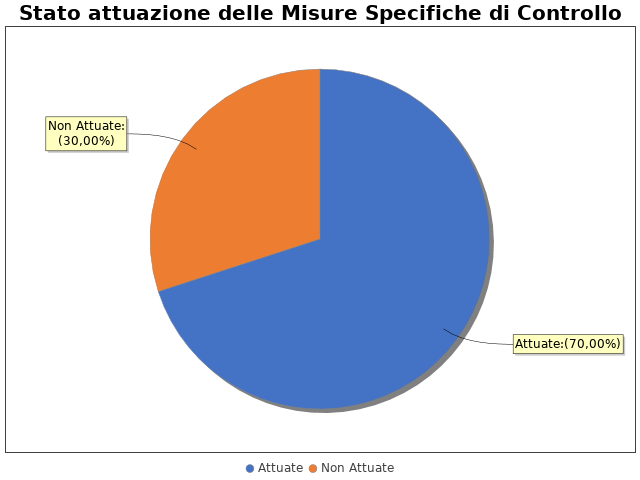 Stato attuazione delle Misure Specifiche di Controllo
Non Attuate:
(30,00%)
Attuate:(70,00%)
Attuate
Non Attuate